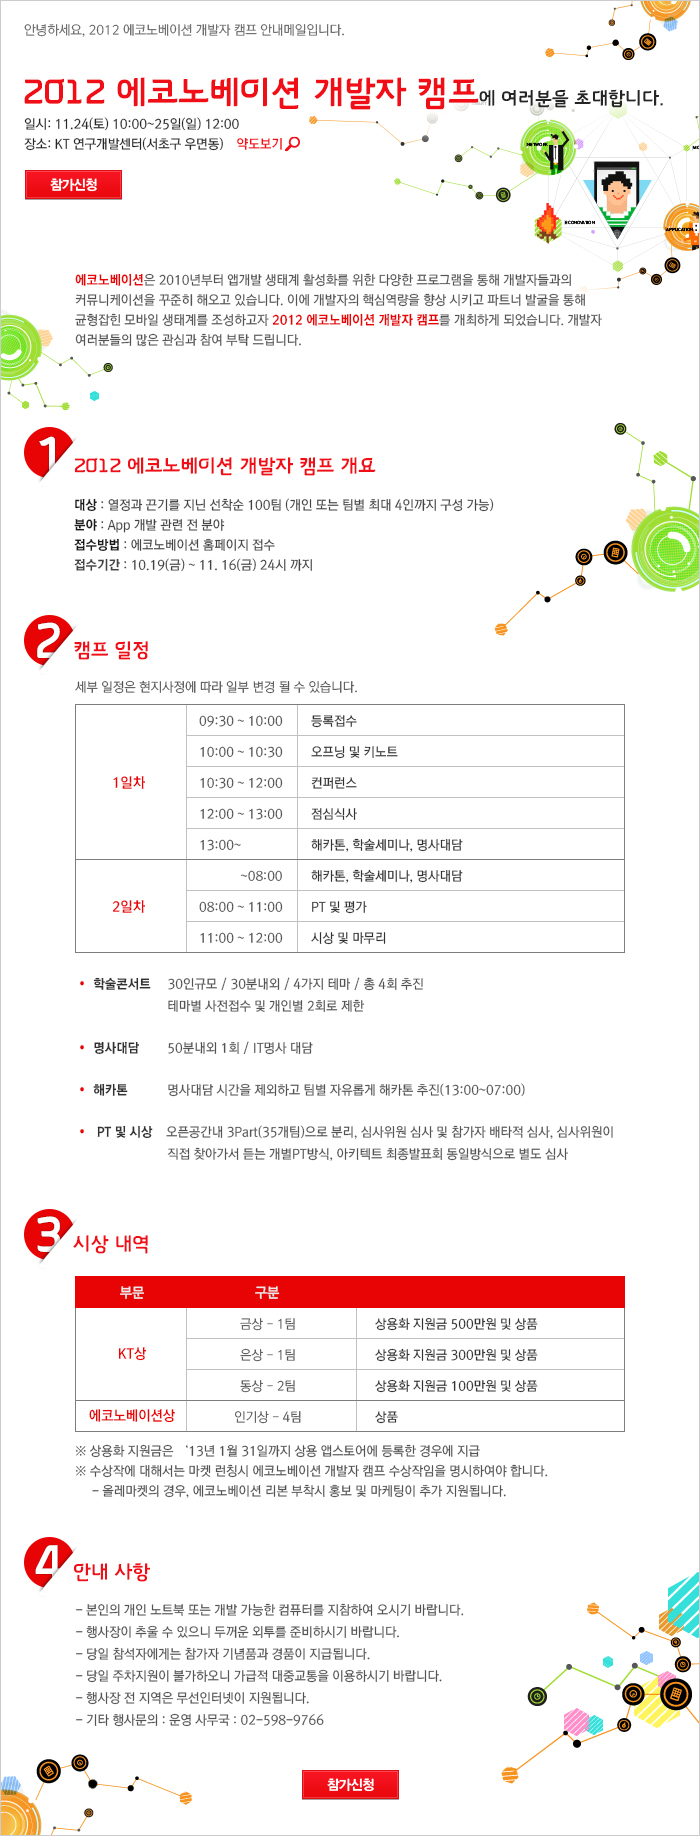 안녕하세요, 2012 에코노베이션 개발자 캠프 안내메일입니다.
2012 에코노베이션 개발자 캠프에 여러분을 초대합니다.
일시: 11.24(토) 10:00~25일(일) 12:00
장소: KT 연구개발센터(서초구 우면동) 약도보기
참가신청
NETWORK
ECONOVATION
APPLICATION
에코노베이션은 2010년부터 앱개발 생태계 활성화를 위한 다양한 프로그램을 통해 개발자들과의
커뮤니케이션을 꾸준히 해오고 있습니다. 이에 개발자의 핵심역량을 향상 시키고 파트너 발굴을 통해
균형잡힌 모바일 생태계를 조성하고자 2012 에코노베이션 개발자 캠프를 개최하게 되었습니다. 개발자
여러분들의 많은 관심과 참여 부탁 드립니다.
1 2012 에코노베이션 개발자 캠프 개요
대상 : 열정과 끈기를 지닌 선착순 100팀 (개인 또는 팀별 최대 4인까지 구성 가능)
분야 : App 개발 관련 전 분야
접수방법 : 에코노베이션 홈페이지 접수
접수기간 : 10.19(금) ~ 11. 16(금) 24시 까지
2 캠프 일정
세부 일정은 현지사정에 따라 일부 변경 될 수 있습니다.
1일차
09:30 ~ 10:00 등록접수
10:00 ~ 10:30 오프닝 및 키노트
10:30 ~ 12:00 컨퍼런스
12:00 ~ 13:00 점심식사
13:00~ 해카톤, 학술세미나, 명사대담
2일차
~08:00 해카톤, 학술세미나, 명사대담
08:00 ~ 11:00 PT 및 평가
11:00 ~ 12:00 시상 및 마무리
• 학술콘서트 30인규모 / 30분내외 / 4가지 테마 / 총 4회 추진
테마별 사전접수 및 개인별 2회로 제한
• 명사대담 50분내외 1회 / IT명사 대담
• 해카톤 명사대담 시간을 제외하고 팀별 자유롭게 해카톤 추진(13:00~07:00)
• PT 및 시상 오픈공간내 3Part(35개팀)으로 분리, 심사위원 심사 및 참가자 배타적 심사, 심사위원이
직접 찾아가서 듣는 개별PT방식, 아키텍트 최종발표회 동일방식으로 별도 심사
3 시상 내역
부문 구분
KT상
금상 - 1팀 상용화 지원금 500만원 및 상품
은상 - 1팀 상용화 지원금 300만원 및 상품
동상 - 2팀 상용화 지원금 100만원 및 상품
에코노베이션상 인기상 - 4팀 상품
※ 상용화 지원금은 '13년 1월 31일까지 상용 앱스토어에 등록한 경우에 지급
※ 수상작에 대해서는 마켓 런칭시 에코노베이션 개발자 캠프 수상작임을 명시하여야 합니다.
- 올레마켓의 경우, 에코노베이션 리본 부착시 홍보 및 마케팅이 추가 지원됩니다.
4 안내 사항
- 본인의 개인 노트북 또는 개발 가능한 컴퓨터를 지참하여 오시기 바랍니다.
- 행사장이 추울 수 있으니 두꺼운 외투를 준비하시기 바랍니다.
- 당일 참석자에게는 참가자 기념품과 경품이 지급됩니다.
- 당일 주차지원이 불가하오니 가급적 대중교통을 이용하시기 바랍니다.
- 행사장 전 지역은 무선인터넷이 지원됩니다.
- 기타 행사문의 : 운영 사무국 : 02-598-9766
참가신청